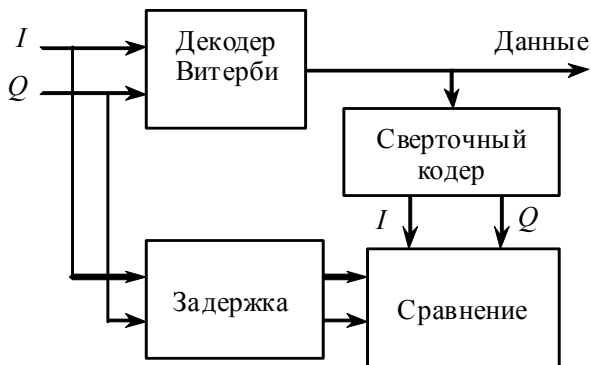 I
Q
Декодер
Витерби
Данные
Сверточный
кодер
I
Q
Задержка
Сравнение